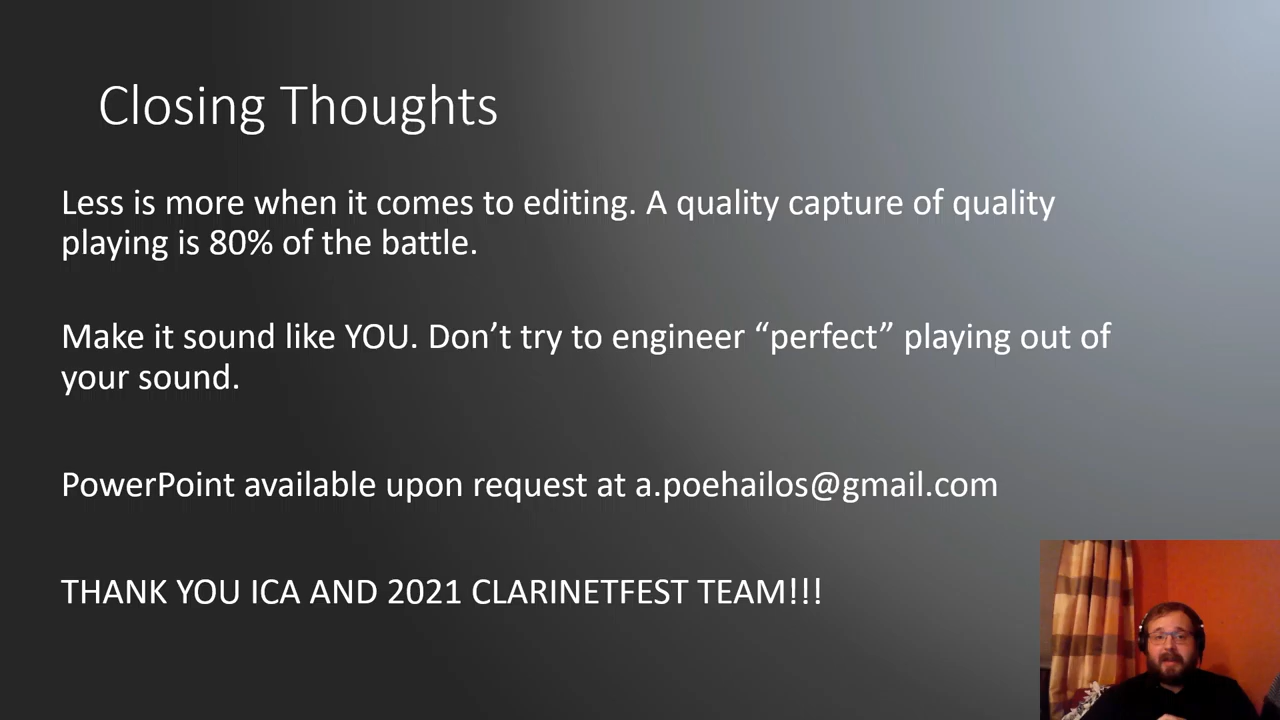 Closing Thoughts
Less is more when it comes to editing. A quality capture of quality
playing is 80% of the battle.
Make it sound like YOU. Don’t try to engineer “perfect” playing out of
your sound.
PowerPoint available upon request at a.poehailos@gmail.com
THANK YOU ICA AND 2021 CLARINETFEST TEAM!!!